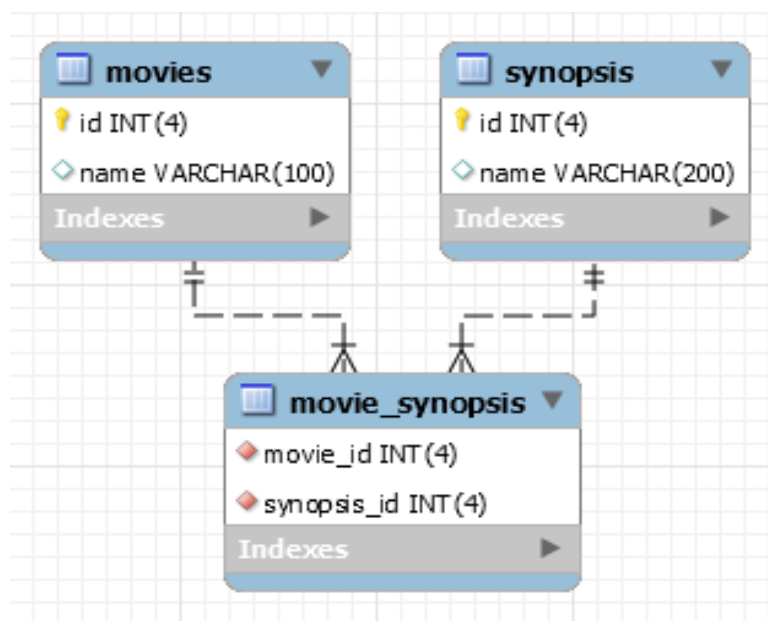 movies
id INT(4)
name VARCHAR(100)
Indexes
synopsis
id INT(4)
name VARCHAR(200)
Indexes
movie_synopsis
movie_id INT(4)
synopsis_id INT(4)
Indexes